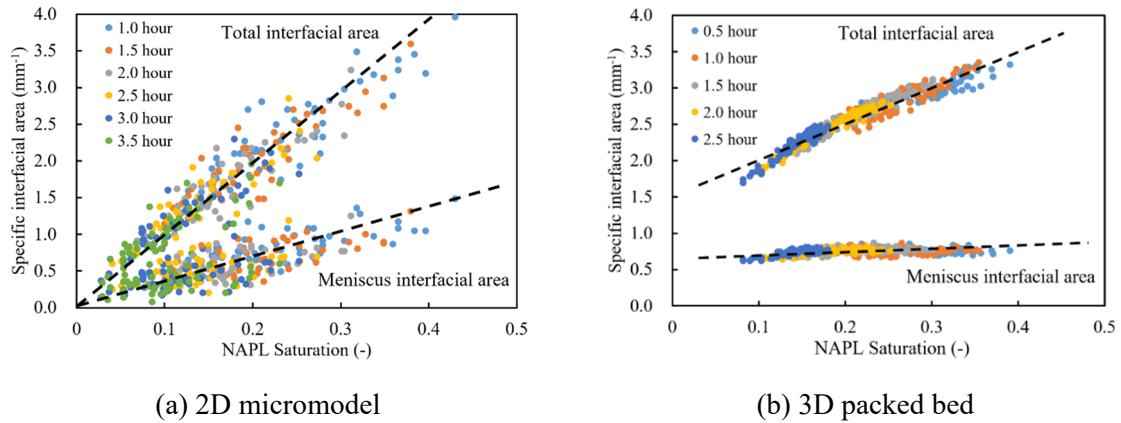 4.0
3.5
3.0
2.5
2.0
1.5
1.0
0.5
0.0
Specific interfacial area (mm⁻¹)
1.0 hour
1.5 hour
2.0 hour
2.5 hour
3.0 hour
3.5 hour
Total interfacial area
Meniscus interfacial area
0
0.1
0.2
0.3
0.4
0.5
NAPL Saturation (-)
(a) 2D micromodel
4.0
3.5
3.0
2.5
2.0
1.5
1.0
0.5
0.0
Specific interfacial area (mm⁻¹)
0.5 hour
1.0 hour
1.5 hour
2.0 hour
2.5 hour
Total interfacial area
Meniscus interfacial area
0
0.1
0.2
0.3
0.4
0.5
NAPL Saturation (-)
(b) 3D packed bed